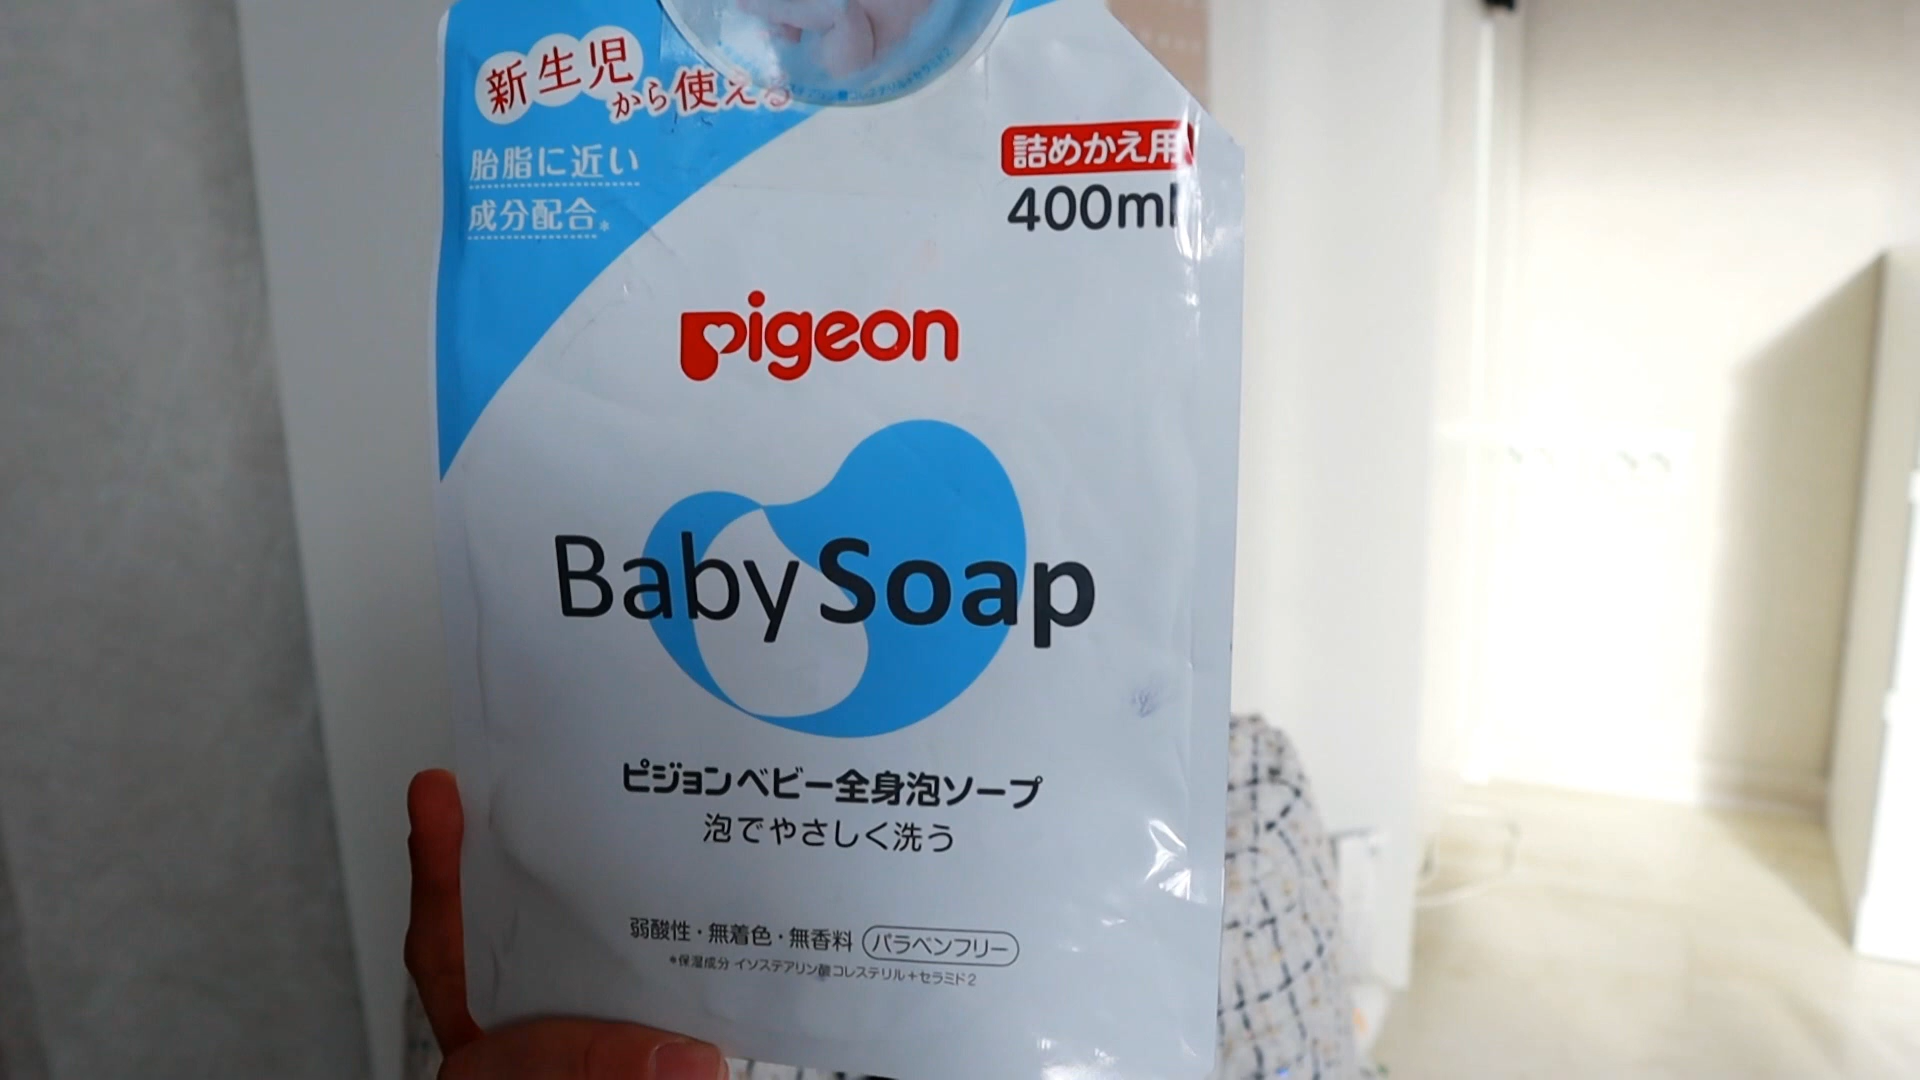 新生児
から使える
胎脂に近い
成分配合*
詰めかえ用
400ml
pigeon
Baby Soap
ピジョンベビー全身泡ソープ
泡でやさしく洗う
弱酸性・無着色・無香料 パラベンフリー
*保湿成分 イソステアリン酸コレステリル+セラミド2